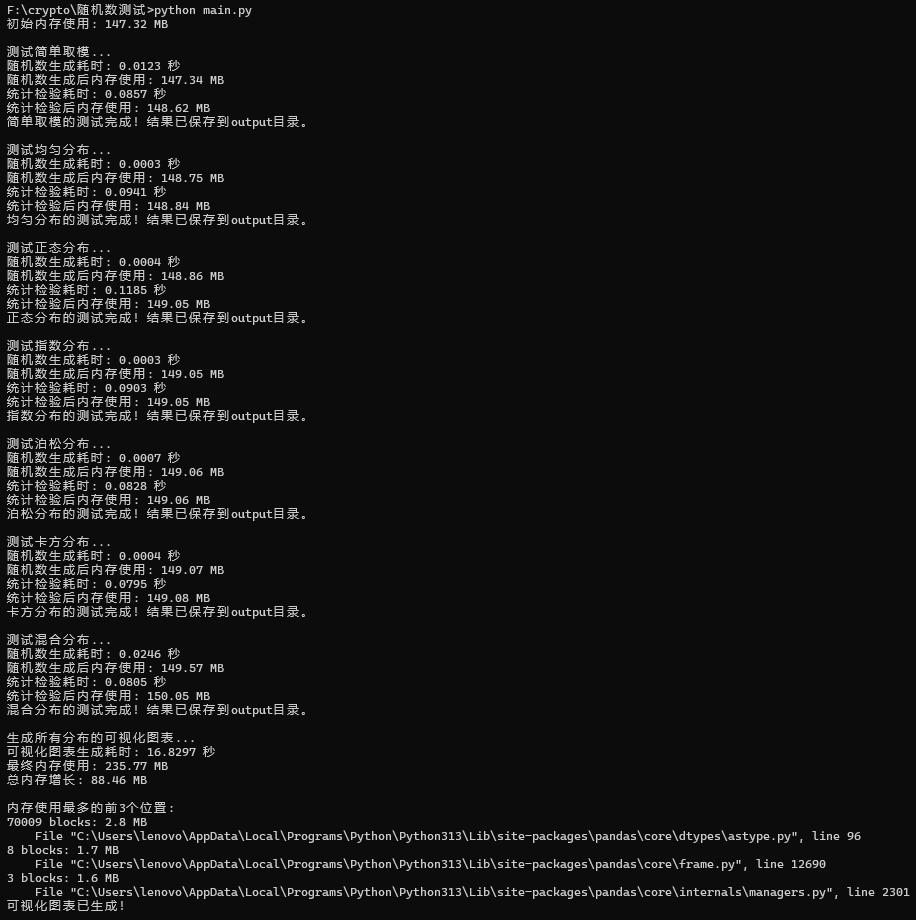 F:\crypto\随机数测试>python main.py
初始内存使用: 147.32 MB
测试简单取模...
随机数生成耗时: 0.0123 秒
随机数生成后内存使用: 147.34 MB
统计检验耗时: 0.0857 秒
统计检验后内存使用: 148.62 MB
简单取模的测试完成! 结果已保存到output目录。
测试均匀分布...
随机数生成耗时: 0.0003 秒
随机数生成后内存使用: 148.75 MB
统计检验耗时: 0.0941 秒
统计检验后内存使用: 148.84 MB
均匀分布的测试完成! 结果已保存到output目录。
测试正态分布...
随机数生成耗时: 0.0004 秒
随机数生成后内存使用: 148.86 MB
统计检验耗时: 0.1185 秒
统计检验后内存使用: 149.05 MB
正态分布的测试完成! 结果已保存到output目录。
测试指数分布...
随机数生成耗时: 0.0003 秒
随机数生成后内存使用: 149.05 MB
统计检验耗时: 0.0903 秒
统计检验后内存使用: 149.05 MB
指数分布的测试完成! 结果已保存到output目录。
测试泊松分布...
随机数生成耗时: 0.0007 秒
随机数生成后内存使用: 149.06 MB
统计检验耗时: 0.0828 秒
统计检验后内存使用: 149.06 MB
泊松分布的测试完成! 结果已保存到output目录。
测试卡方分布...
随机数生成耗时: 0.0004 秒
随机数生成后内存使用: 149.07 MB
统计检验耗时: 0.0795 秒
统计检验后内存使用: 149.08 MB
卡方分布的测试完成! 结果已保存到output目录。
测试混合分布...
随机数生成耗时: 0.0246 秒
随机数生成后内存使用: 149.57 MB
统计检验耗时: 0.0805 秒
统计检验后内存使用: 150.05 MB
混合分布的测试完成! 结果已保存到output目录。
生成所有分布的可视化图表...
可视化图表生成耗时: 16.8297 秒
最终内存使用: 235.77 MB
总内存增长: 88.46 MB
内存使用最多的前3个位置:
70009 blocks: 2.8 MB
File "C:\Users\lenovo\AppData\Local\Programs\Python\Python313\Lib\site-packages\pandas\core\dtypes\astype.py", line 96
8 blocks: 1.7 MB
File "C:\Users\lenovo\AppData\Local\Programs\Python\Python313\Lib\site-packages\pandas\core\frame.py", line 12690
3 blocks: 1.6 MB
File "C:\Users\lenovo\AppData\Local\Programs\Python\Python313\Lib\site-packages\pandas\core\internals\managers.py", line 2301
可视化图表已生成!